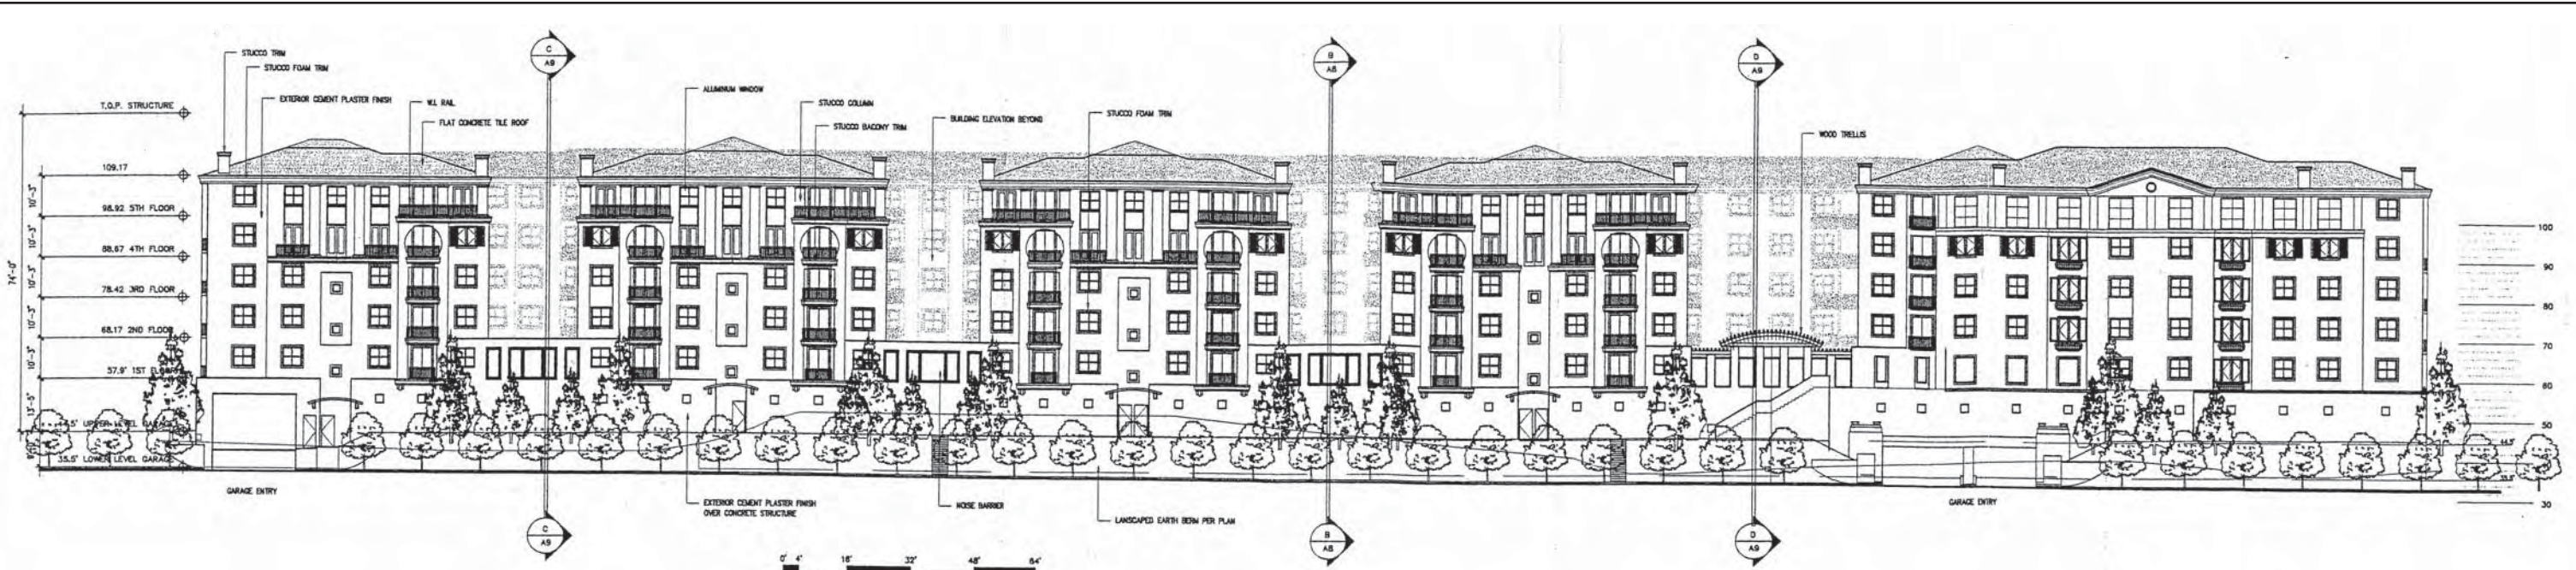 C
A9
B
A8
D
A9
STUCCO TRIM
STUCCO FOAM TRIM
EXTERIOR CEMENT PLASTER FINISH
W.I. RAIL
FLAT CONCRETE TILE ROOF
ALUMINUM WINDOW
STUCCO COLUMN
STUCCO BACONY TRIM
BUILDING ELEVATION BEYOND
STUCCO FOAM TRIM
WOOD TRELLIS
T.O.P. STRUCTURE
109.17
98.92 5TH FLOOR
88.67 4TH FLOOR
78.42 3RD FLOOR
68.17 2ND FLOOR
57.9' 1ST FLOOR
UPPER LEVEL GARAGE
35.5' LOWER LEVEL GARAGE
74'-0"
10'-3"
10'-3"
10'-3"
10'-3"
10'-3"
13'-5"
100
90
80
70
60
50
30
GARAGE ENTRY
EXTERIOR CEMENT PLASTER FINISH
OVER CONCRETE STRUCTURE
NOISE BARRIER
LANSCAPED EARTH BERM PER PLAN
GARAGE ENTRY
C
A9
B
A8
D
A9
0' 4' 16' 32' 48' 64'